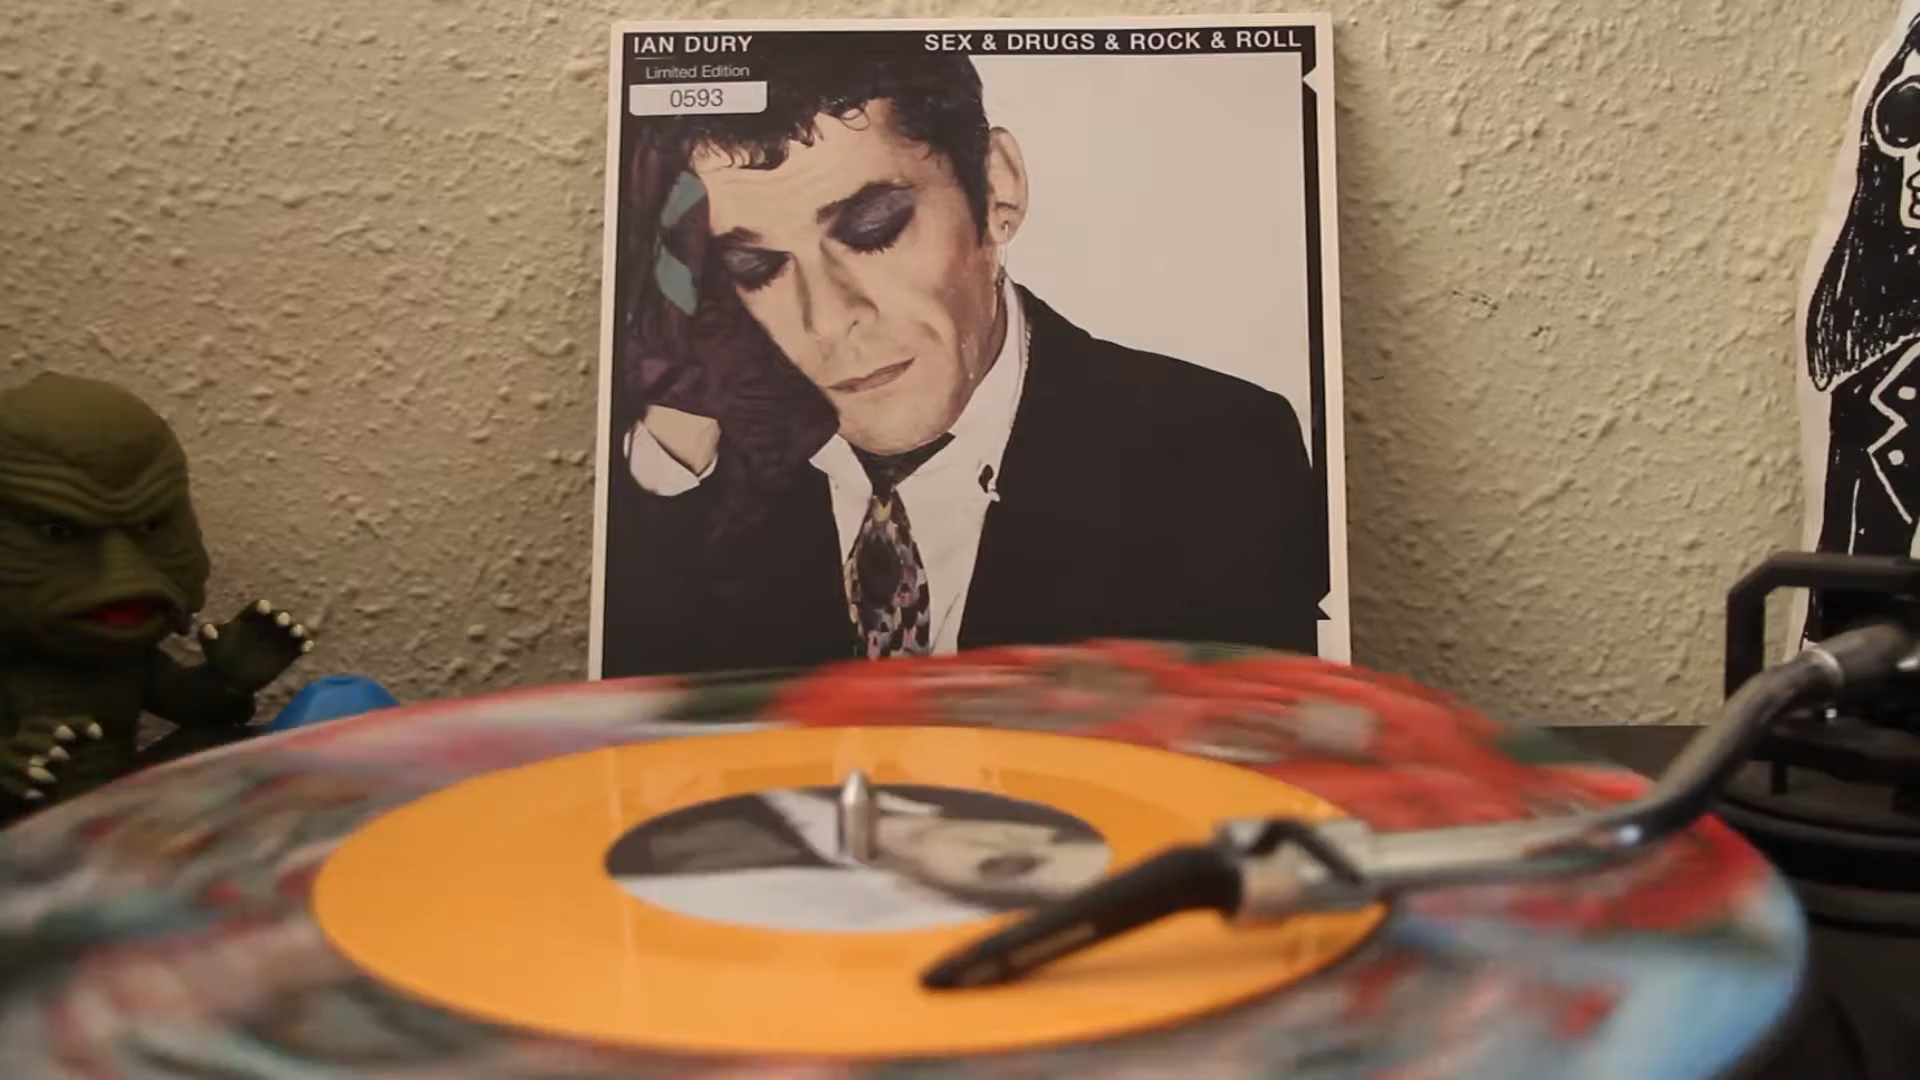 IAN DURY
SEX & DRUGS & ROCK & ROLL
Limited Edition
0593